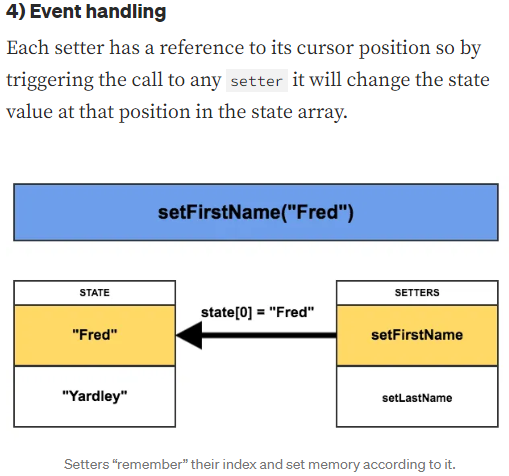 4) Event handling
Each setter has a reference to its cursor position so by
triggering the call to any setter it will change the state
value at that position in the state array.
setFirstName("Fred")
STATE
SETTERS
state[0] = "Fred"
"Fred"
setFirstName
"Yardley"
setLastName
Setters “remember” their index and set memory according to it.